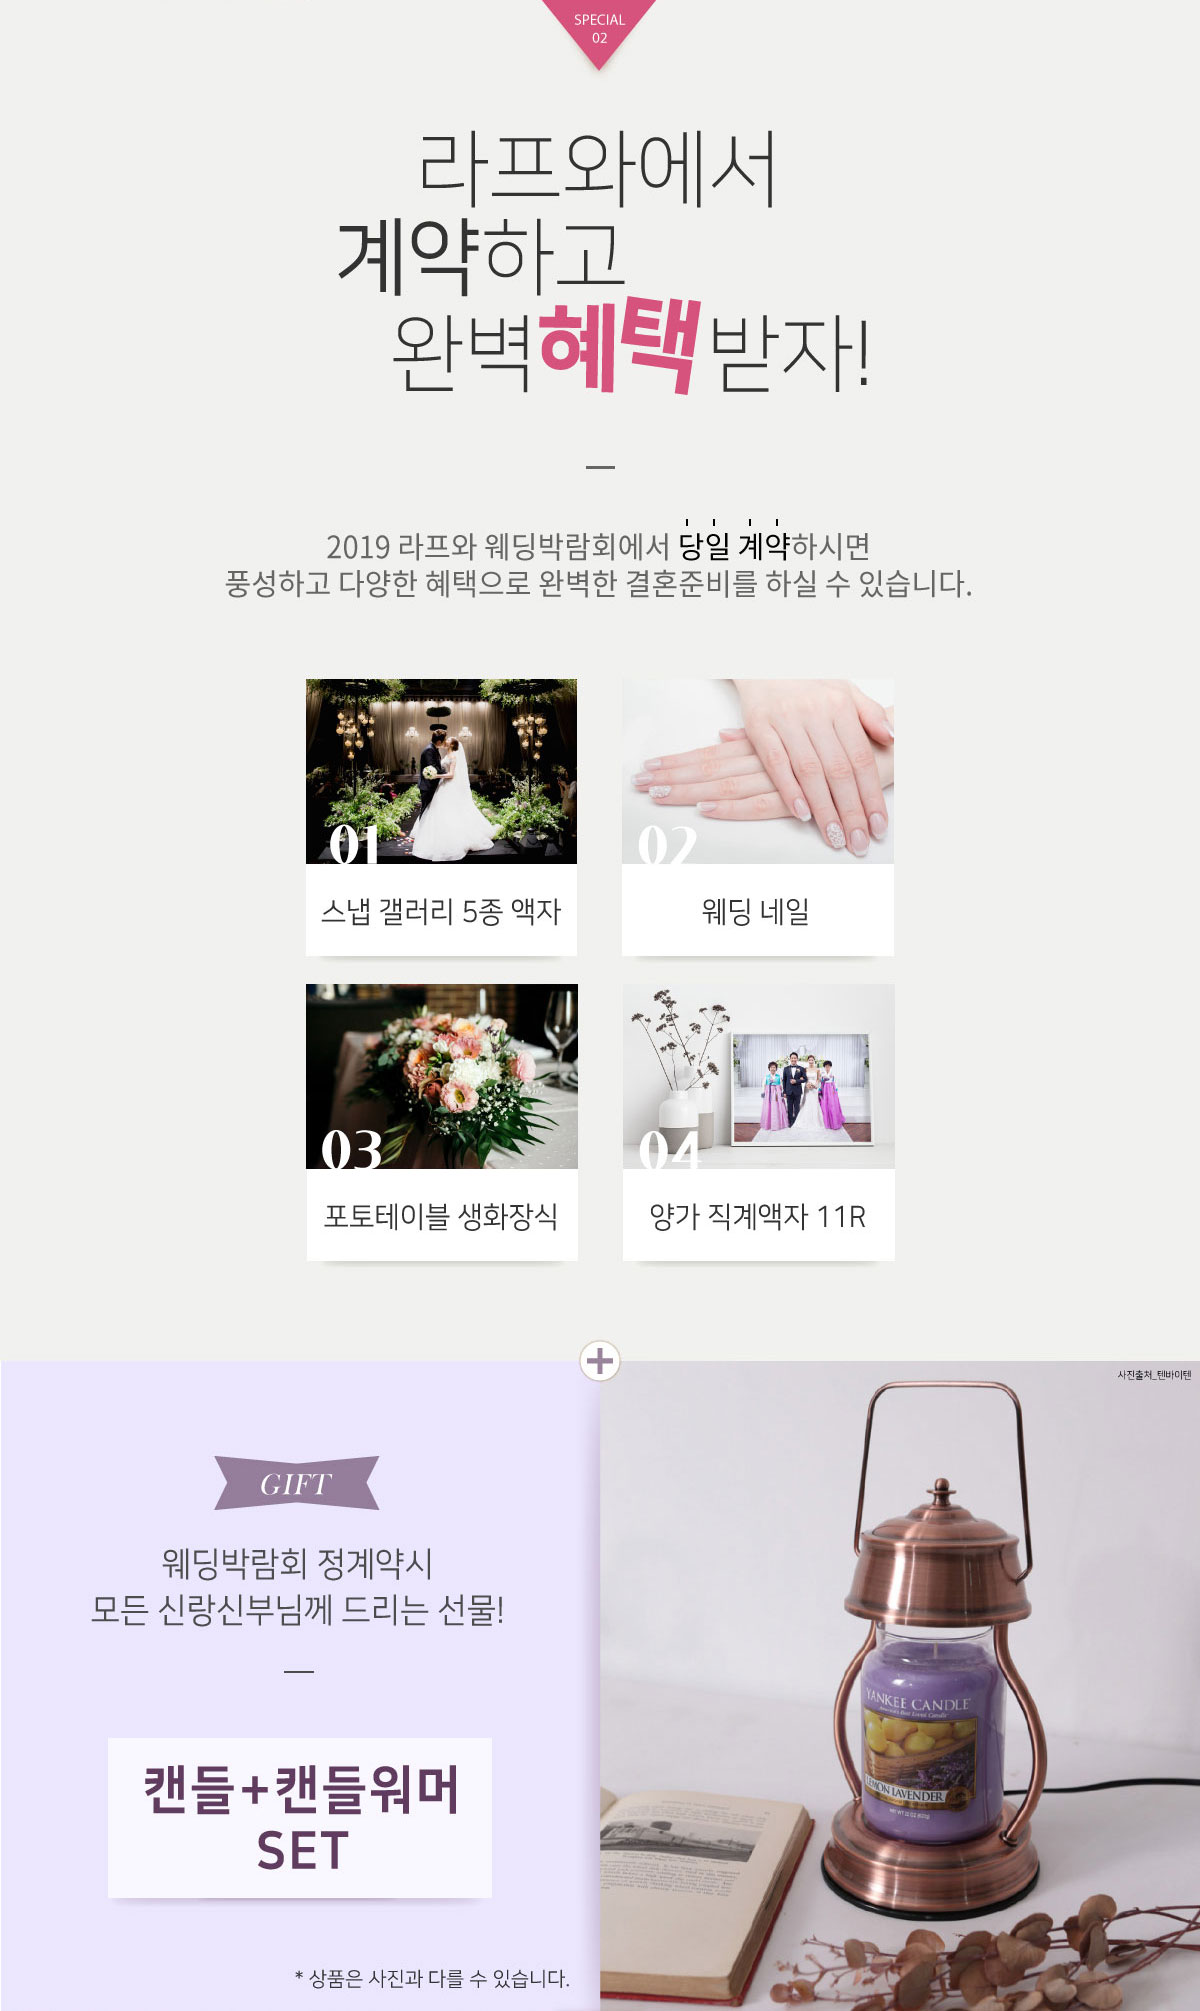 SPECIAL
02
라프와에서
계약하고
완벽혜택받자!
2019 라프와 웨딩박람회에서 당일 계약하시면
풍성하고 다양한 혜택으로 완벽한 결혼준비를 하실 수 있습니다.
01
스냅 갤러리 5종 액자
02
웨딩 네일
03
포토테이블 생화장식
04
양가 직계액자 11R
사진출처_텐바이텐
GIFT
웨딩박람회 정계약시
모든 신랑신부님께 드리는 선물!
캔들+캔들워머
SET
* 상품은 사진과 다를 수 있습니다.
YANKEE CANDLE
America's Best Loved Candle
LEMON LAVENDER